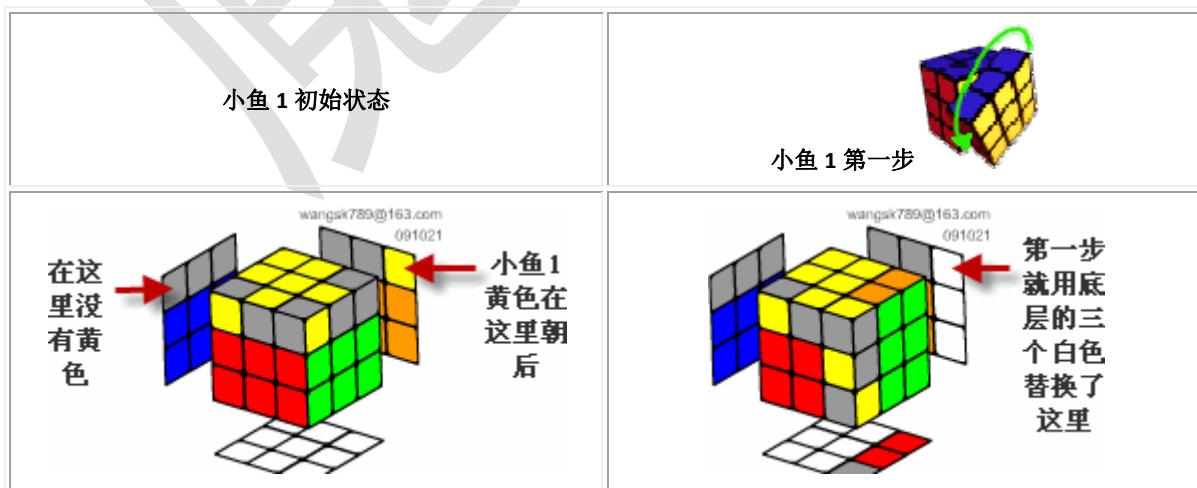 小鱼 1 初始状态
小鱼 1 第一步
wangsk789@163.com
091021
在这
里没
有黄
色
小鱼1
黄色在
这里朝
后
wangsk789@163.com
091021
第一步
就用底
层的三
个白色
替换了
这里